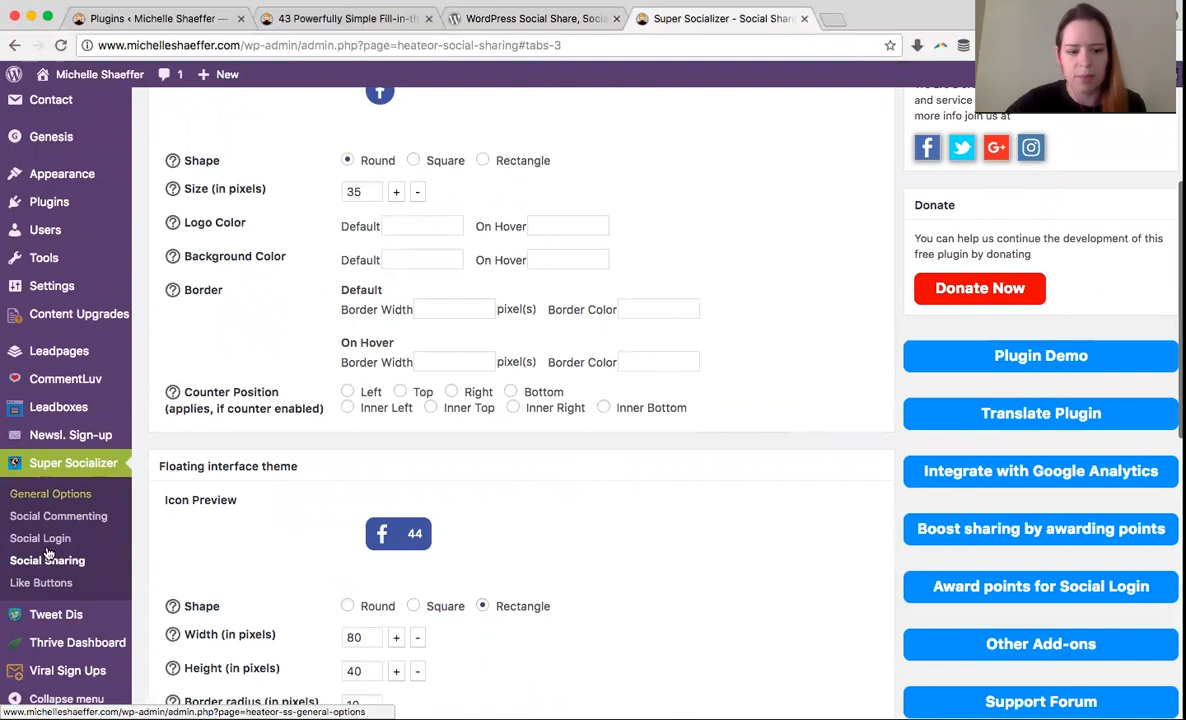 Plugins ‹ Michelle Shaeffer — ×
43 Powerfully Simple Fill-in-th ×
WordPress Social Share, Socia ×
Super Socializer - Social Shar ×
www.michelleshaeffer.com/wp-admin/admin.php?page=heateor-social-sharing#tabs-3
Michelle Shaeffer
1
+ New
Contact
Genesis
Appearance
Plugins
Users
Tools
Settings
Content Upgrades
Leadpages
CommentLuv
Leadboxes
Newsl. Sign-up
Super Socializer
General Options
Social Commenting
Social Login
Social Sharing
Like Buttons
Tweet Dis
Thrive Dashboard
Viral Sign Ups
Collapse menu
www.michelleshaeffer.com/wp-admin/admin.php?page=heateor-ss-general-options
Shape Round Square Rectangle
Size (in pixels) 35 + -
Logo Color Default On Hover
Background Color Default On Hover
Border Default
Border Width pixel(s) Border Color
On Hover
Border Width pixel(s) Border Color
Counter Position Left Top Right Bottom
(applies, if counter enabled) Inner Left Inner Top Inner Right Inner Bottom
Floating interface theme
Icon Preview
f 44
Shape Round Square Rectangle
Width (in pixels) 80 + -
Height (in pixels) 40 + -
Border radius (in pixels)
and service
more info join us at
Donate
You can help us continue the development of this
free plugin by donating
Donate Now
Plugin Demo
Translate Plugin
Integrate with Google Analytics
Boost sharing by awarding points
Award points for Social Login
Other Add-ons
Support Forum